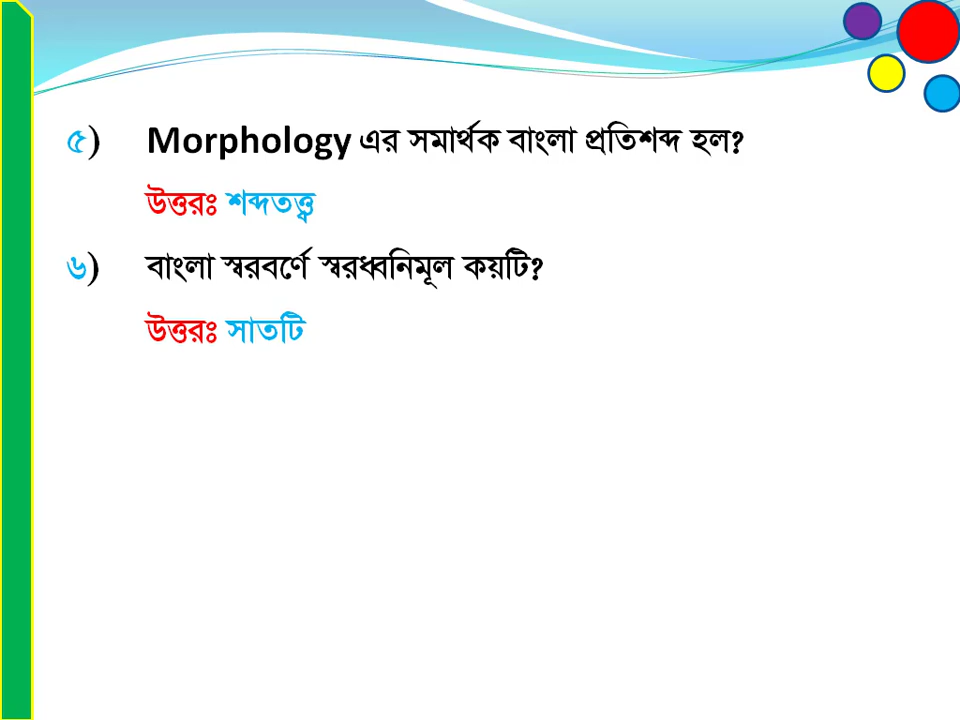 ৫) Morphology এর সমার্থক বাংলা প্রতিশব্দ হল?
উত্তরঃ শব্দতত্ত্ব
৬) বাংলা স্বরবর্ণে স্বরধ্বনিমূল কয়টি?
উত্তরঃ সাতটি